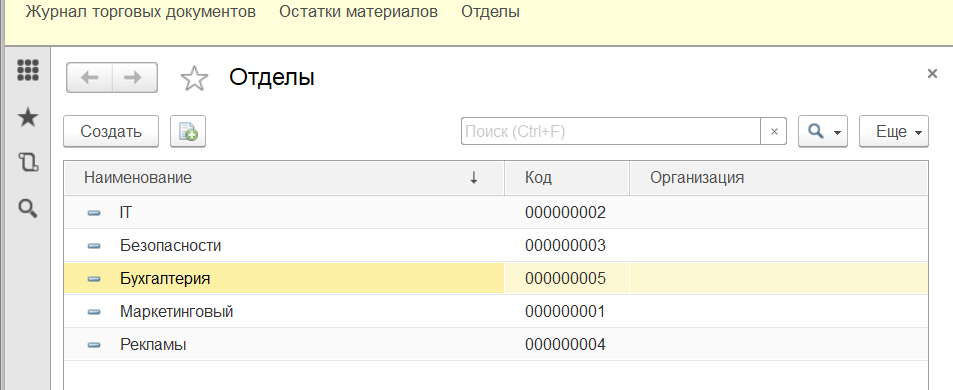 Журнал торговых документов Остатки материалов Отделы
Отделы
Создать Поиск (Ctrl+F) × Еще
Наименование ↓ Код Организация
IT 000000002
Безопасности 000000003
Бухгалтерия 000000005
Маркетинговый 000000001
Рекламы 000000004